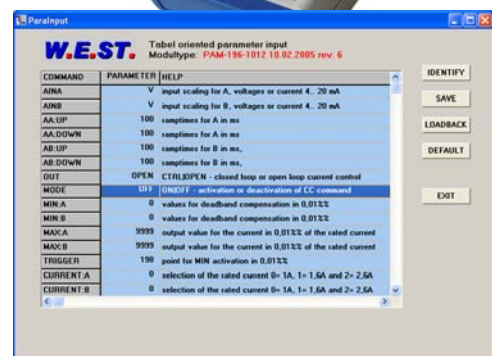 ParaInput
W.E.ST. Tabel oriented parameter input
Modultype: PAM-196-1012 10.02.2005 rev. 6
COMMAND PARAMETER HELP
AINA V input scaling for A, voltages or current 4.. 20 mA
AINB V input scaling for B, voltages or current 4.. 20 mA
AA:UP 100 ramptimes for A in ms
AA:DOWN 100 ramptimes for A in ms
AB:UP 100 ramptimes for B in ms,
AB:DOWN 100 ramptimes for B in ms,
OUT OPEN CTRL|OPEN - closed loop or open loop current control
MODE OFF ON|OFF - activation or deactivation of CC command
MIN:A 0 values for deadband compensation in 0,01%%
MIN:B 0 values for deadband compensation in 0,01%%
MAX:A 9999 output value for the current in 0,01%% of the rated current
MAX:B 9999 output value for the current in 0,01%% of the rated current
TRIGGER 198 point for MIN activation in 0,01%%
CURRENT:A 0 selection of the rated current 0= 1A, 1= 1,6A and 2= 2,6A
CURRENT:B 0 selection of the rated current 0= 1A, 1= 1,6A and 2= 2,6A
IDENTIFY
SAVE
LOADBACK
DEFAULT
EXIT